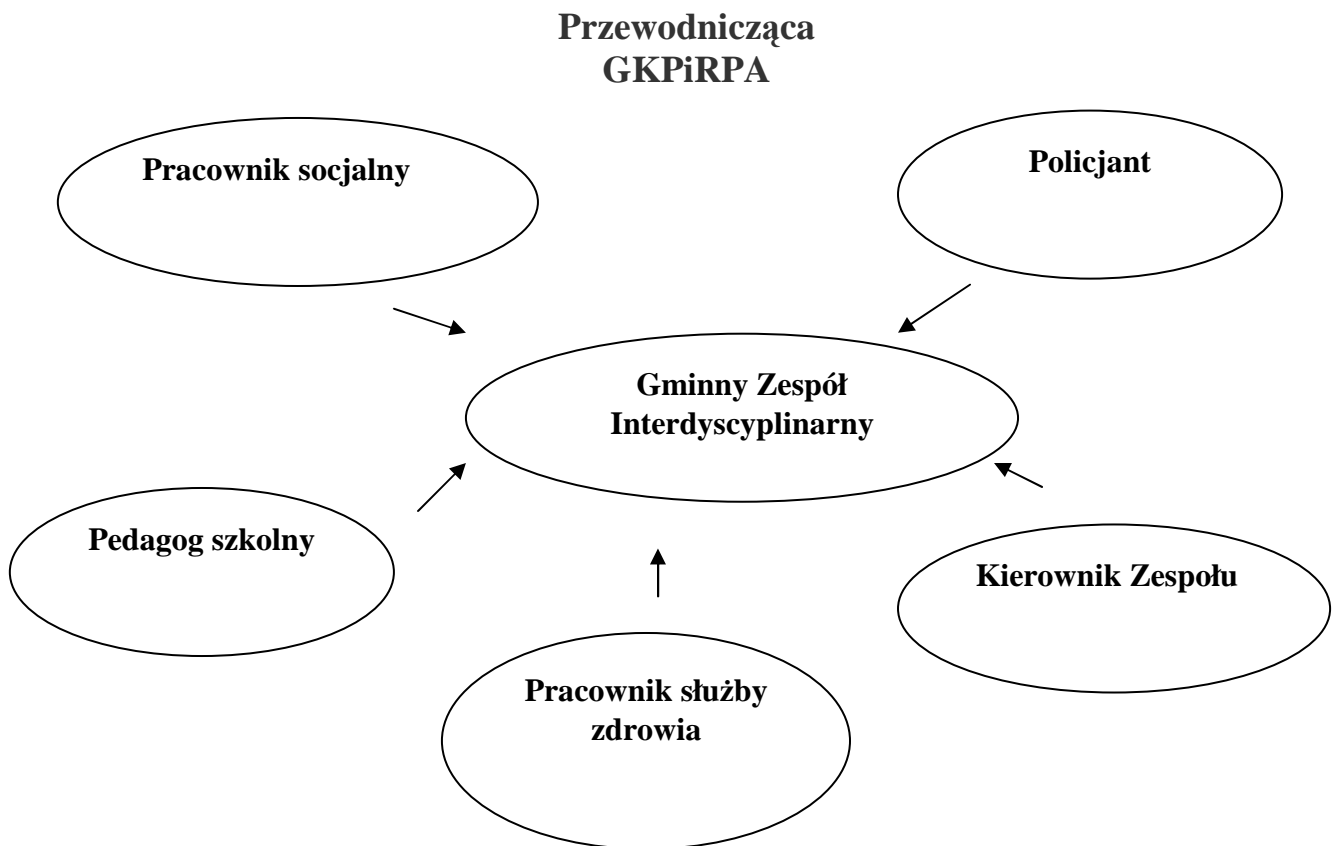 Przewodnicząca
GKPiRPA
Pracownik socjalny
Policjant
Gminny Zespół
Interdyscyplinarny
Pedagog szkolny
Kierownik Zespołu
Pracownik służby
zdrowia